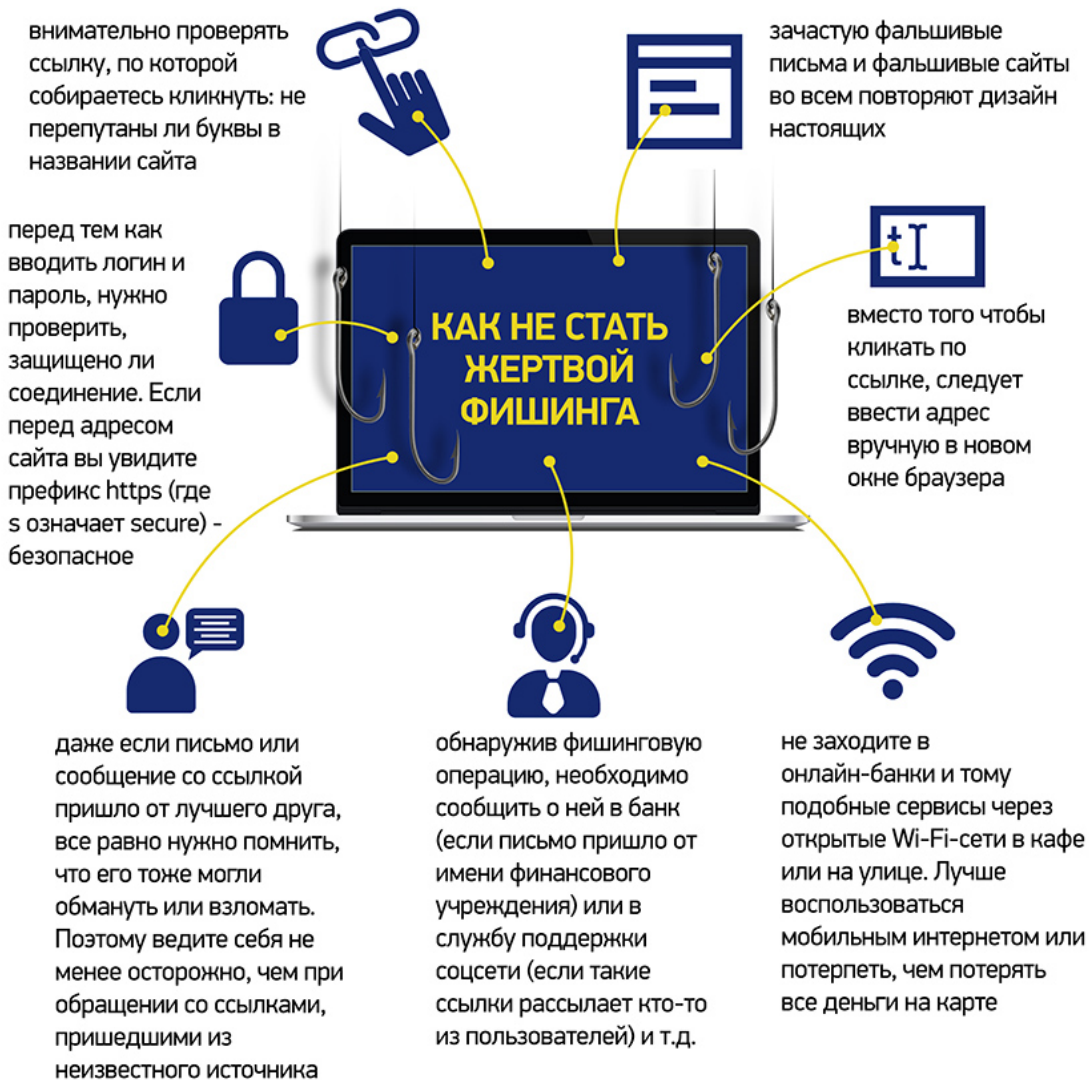 внимательно проверять
ссылку, по которой
собираетесь кликнуть: не
перепутаны ли буквы в
названии сайта
зачастую фальшивые
письма и фальшивые сайты
во всем повторяют дизайн
настоящих
перед тем как
вводить логин и
пароль, нужно
проверить,
защищено ли
соединение. Если
перед адресом
сайта вы увидите
префикс https (где
s означает secure) -
безопасное
КАК НЕ СТАТЬ
ЖЕРТВОЙ
ФИШИНГА
t
вместо того чтобы
кликать по
ссылке, следует
ввести адрес
вручную в новом
окне браузера
даже если письмо или
сообщение со ссылкой
пришло от лучшего друга,
все равно нужно помнить,
что его тоже могли
обмануть или взломать.
Поэтому ведите себя не
менее осторожно, чем при
обращении со ссылками,
пришедшими из
неизвестного источника
обнаружив фишинговую
операцию, необходимо
сообщить о ней в банк
(если письмо пришло от
имени финансового
учреждения) или в
службу поддержки
соцсети (если такие
ссылки рассылает кто-то
из пользователей) и т.д.
не заходите в
онлайн-банки и тому
подобные сервисы через
открытые Wi-Fi-сети в кафе
или на улице. Лучше
воспользоваться
мобильным интернетом или
потерпеть, чем потерять
все деньги на карте